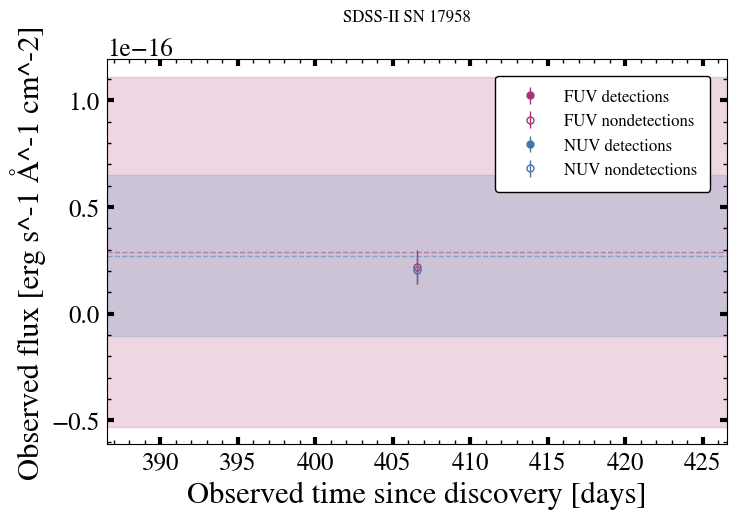 SDSS-II SN 17958
1e−16
Observed flux [erg s^-1 Å^-1 cm^-2]
1.0
0.5
0.0
−0.5
FUV detections
FUV nondetections
NUV detections
NUV nondetections
390 395 400 405 410 415 420 425
Observed time since discovery [days]